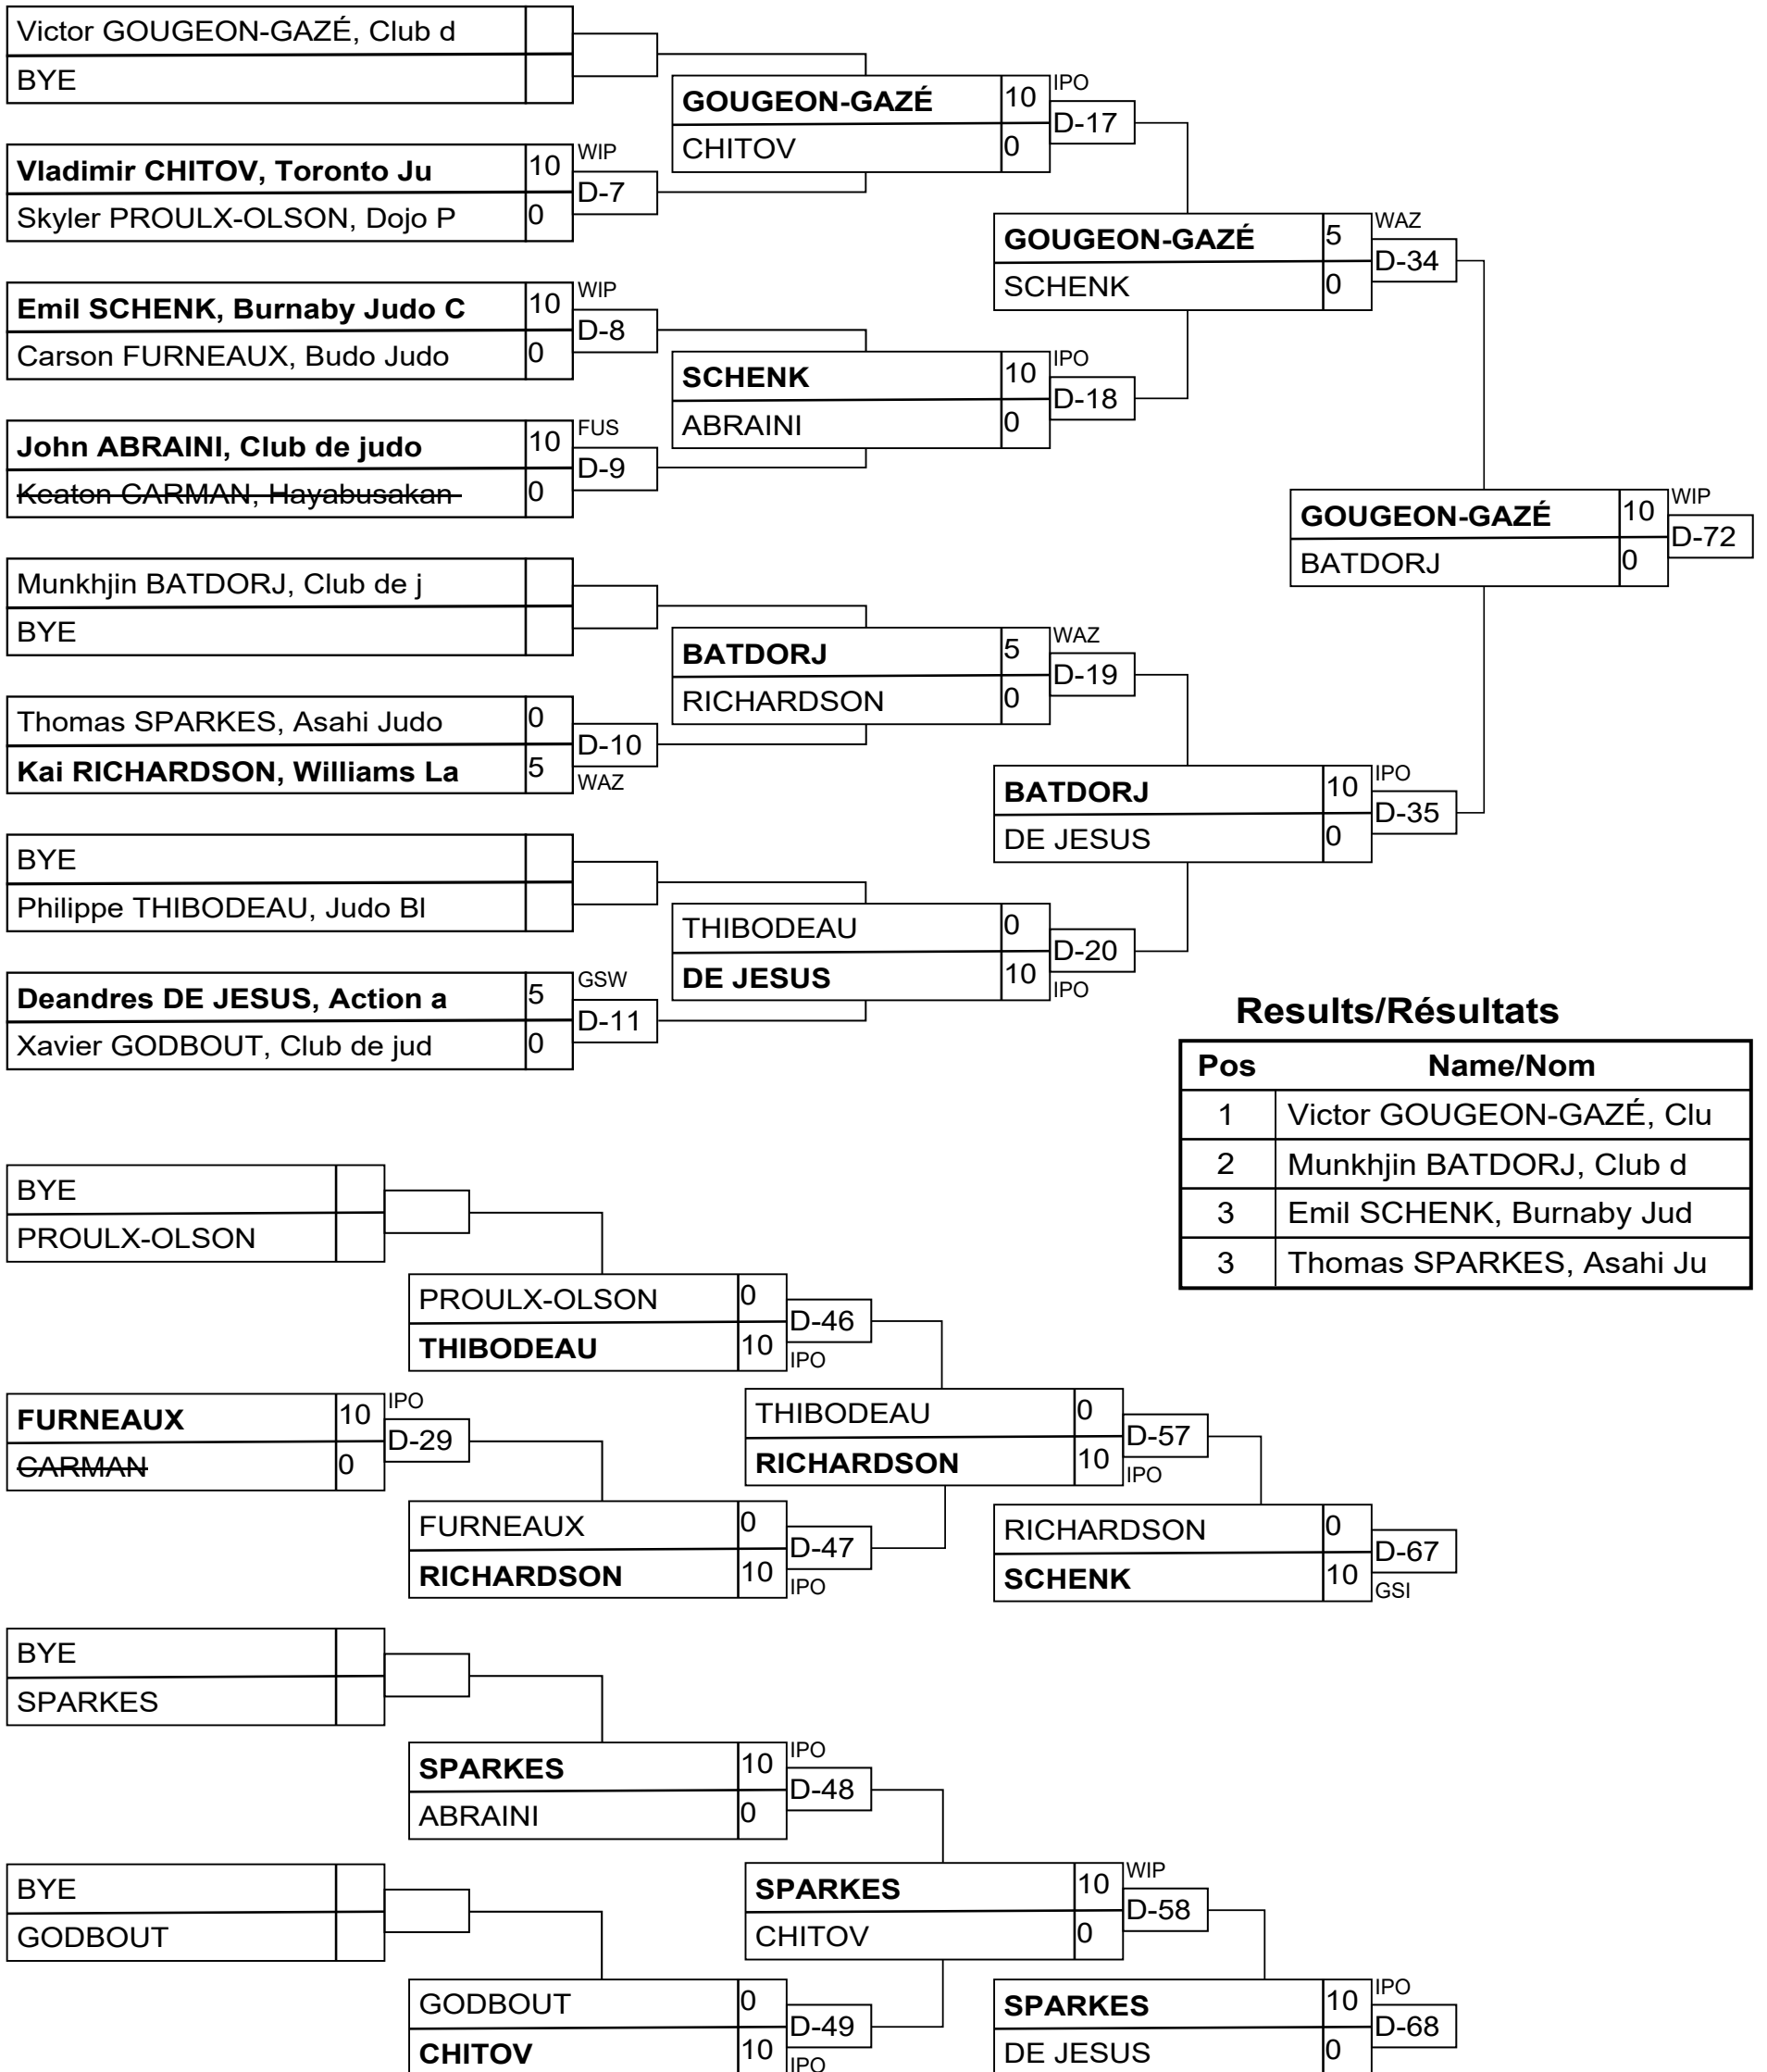 Victor GOUGEON-GAZÉ, Club d
BYE
GOUGEON-GAZÉ 10 IPO
D-17
CHITOV 0
Vladimir CHITOV, Toronto Ju 10 WIP
D-7
Skyler PROULX-OLSON, Dojo P 0
GOUGEON-GAZÉ 5 WAZ
D-34
SCHENK 0
Emil SCHENK, Burnaby Judo C 10 WIP
D-8
Carson FURNEAUX, Budo Judo 0
SCHENK 10 IPO
D-18
ABRAINI 0
John ABRAINI, Club de judo 10 FUS
D-9
Keaton CARMAN, Hayabusakan 0
GOUGEON-GAZÉ 10 WIP
D-72
BATDORJ 0
Munkhjin BATDORJ, Club de j
BYE
BATDORJ 5 WAZ
D-19
RICHARDSON 0
Thomas SPARKES, Asahi Judo 0
D-10
Kai RICHARDSON, Williams La 5 WAZ
BATDORJ 10 IPO
D-35
DE JESUS 0
BYE
Philippe THIBODEAU, Judo Bl
THIBODEAU 0
D-20
DE JESUS 10 IPO
Deandres DE JESUS, Action a 5 GSW
D-11
Xavier GODBOUT, Club de jud 0
Results/Résultats
Pos Name/Nom
1 Victor GOUGEON-GAZÉ, Clu
2 Munkhjin BATDORJ, Club d
3 Emil SCHENK, Burnaby Jud
3 Thomas SPARKES, Asahi Ju
BYE
PROULX-OLSON
PROULX-OLSON 0
D-46
THIBODEAU 10 IPO
FURNEAUX 10 IPO
D-29
CARMAN 0
THIBODEAU 0
D-57
RICHARDSON 10 IPO
FURNEAUX 0
D-47
RICHARDSON 10 IPO
RICHARDSON 0
D-67
SCHENK 10 GSI
BYE
SPARKES
SPARKES 10 IPO
D-48
ABRAINI 0
BYE
GODBOUT
SPARKES 10 WIP
D-58
CHITOV 0
GODBOUT 0
D-49
CHITOV 10 IPO
SPARKES 10 IPO
D-68
DE JESUS 0